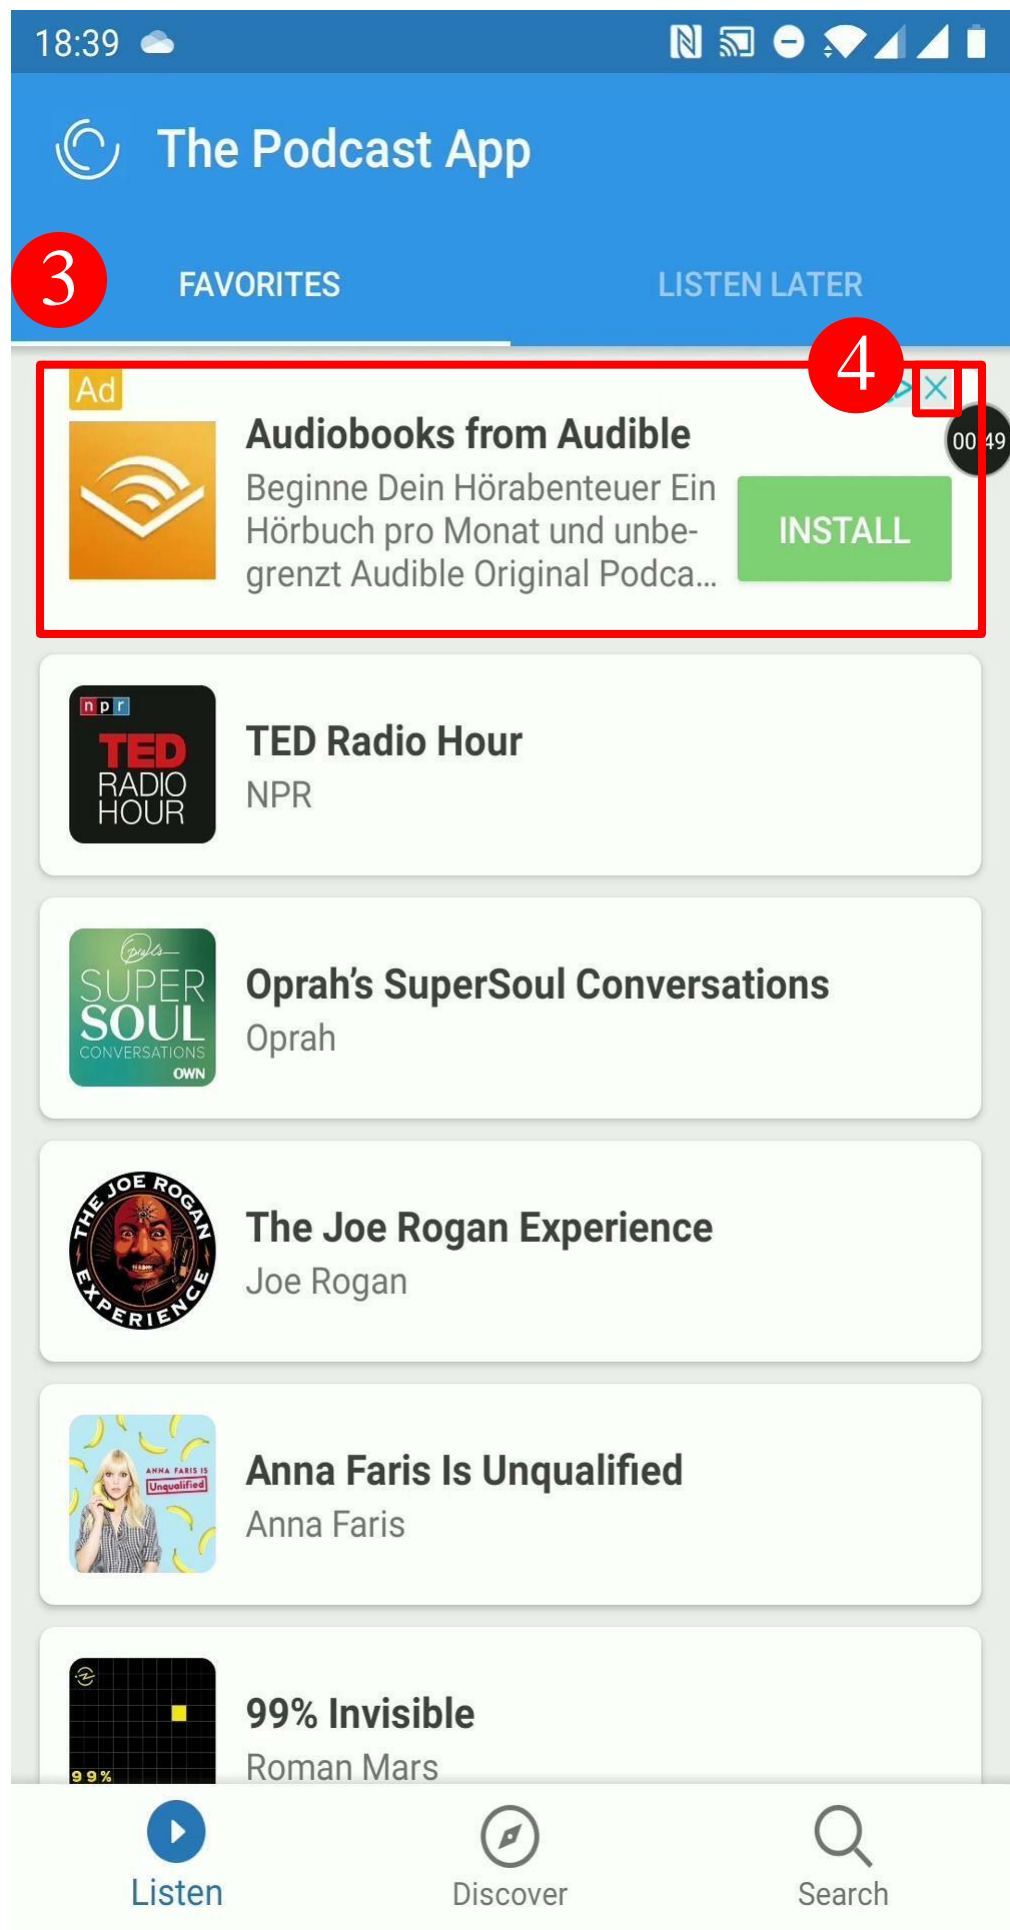 18:39
The Podcast App
3
FAVORITES
LISTEN LATER
4
Ad
Audiobooks from Audible
00:49
Beginne Dein Hörabenteuer Ein
Hörbuch pro Monat und unbe-
grenzt Audible Original Podca...
INSTALL
npr
TED
RADIO
HOUR
TED Radio Hour
NPR
Oprah's
SUPER
SOUL
CONVERSATIONS
OWN
Oprah's SuperSoul Conversations
Oprah
THE JOE ROGAN
EXPERIENCE
The Joe Rogan Experience
Joe Rogan
ANNA FARIS IS
Unqualified
Anna Faris Is Unqualified
Anna Faris
99%
99% Invisible
Roman Mars
Listen
Discover
Search